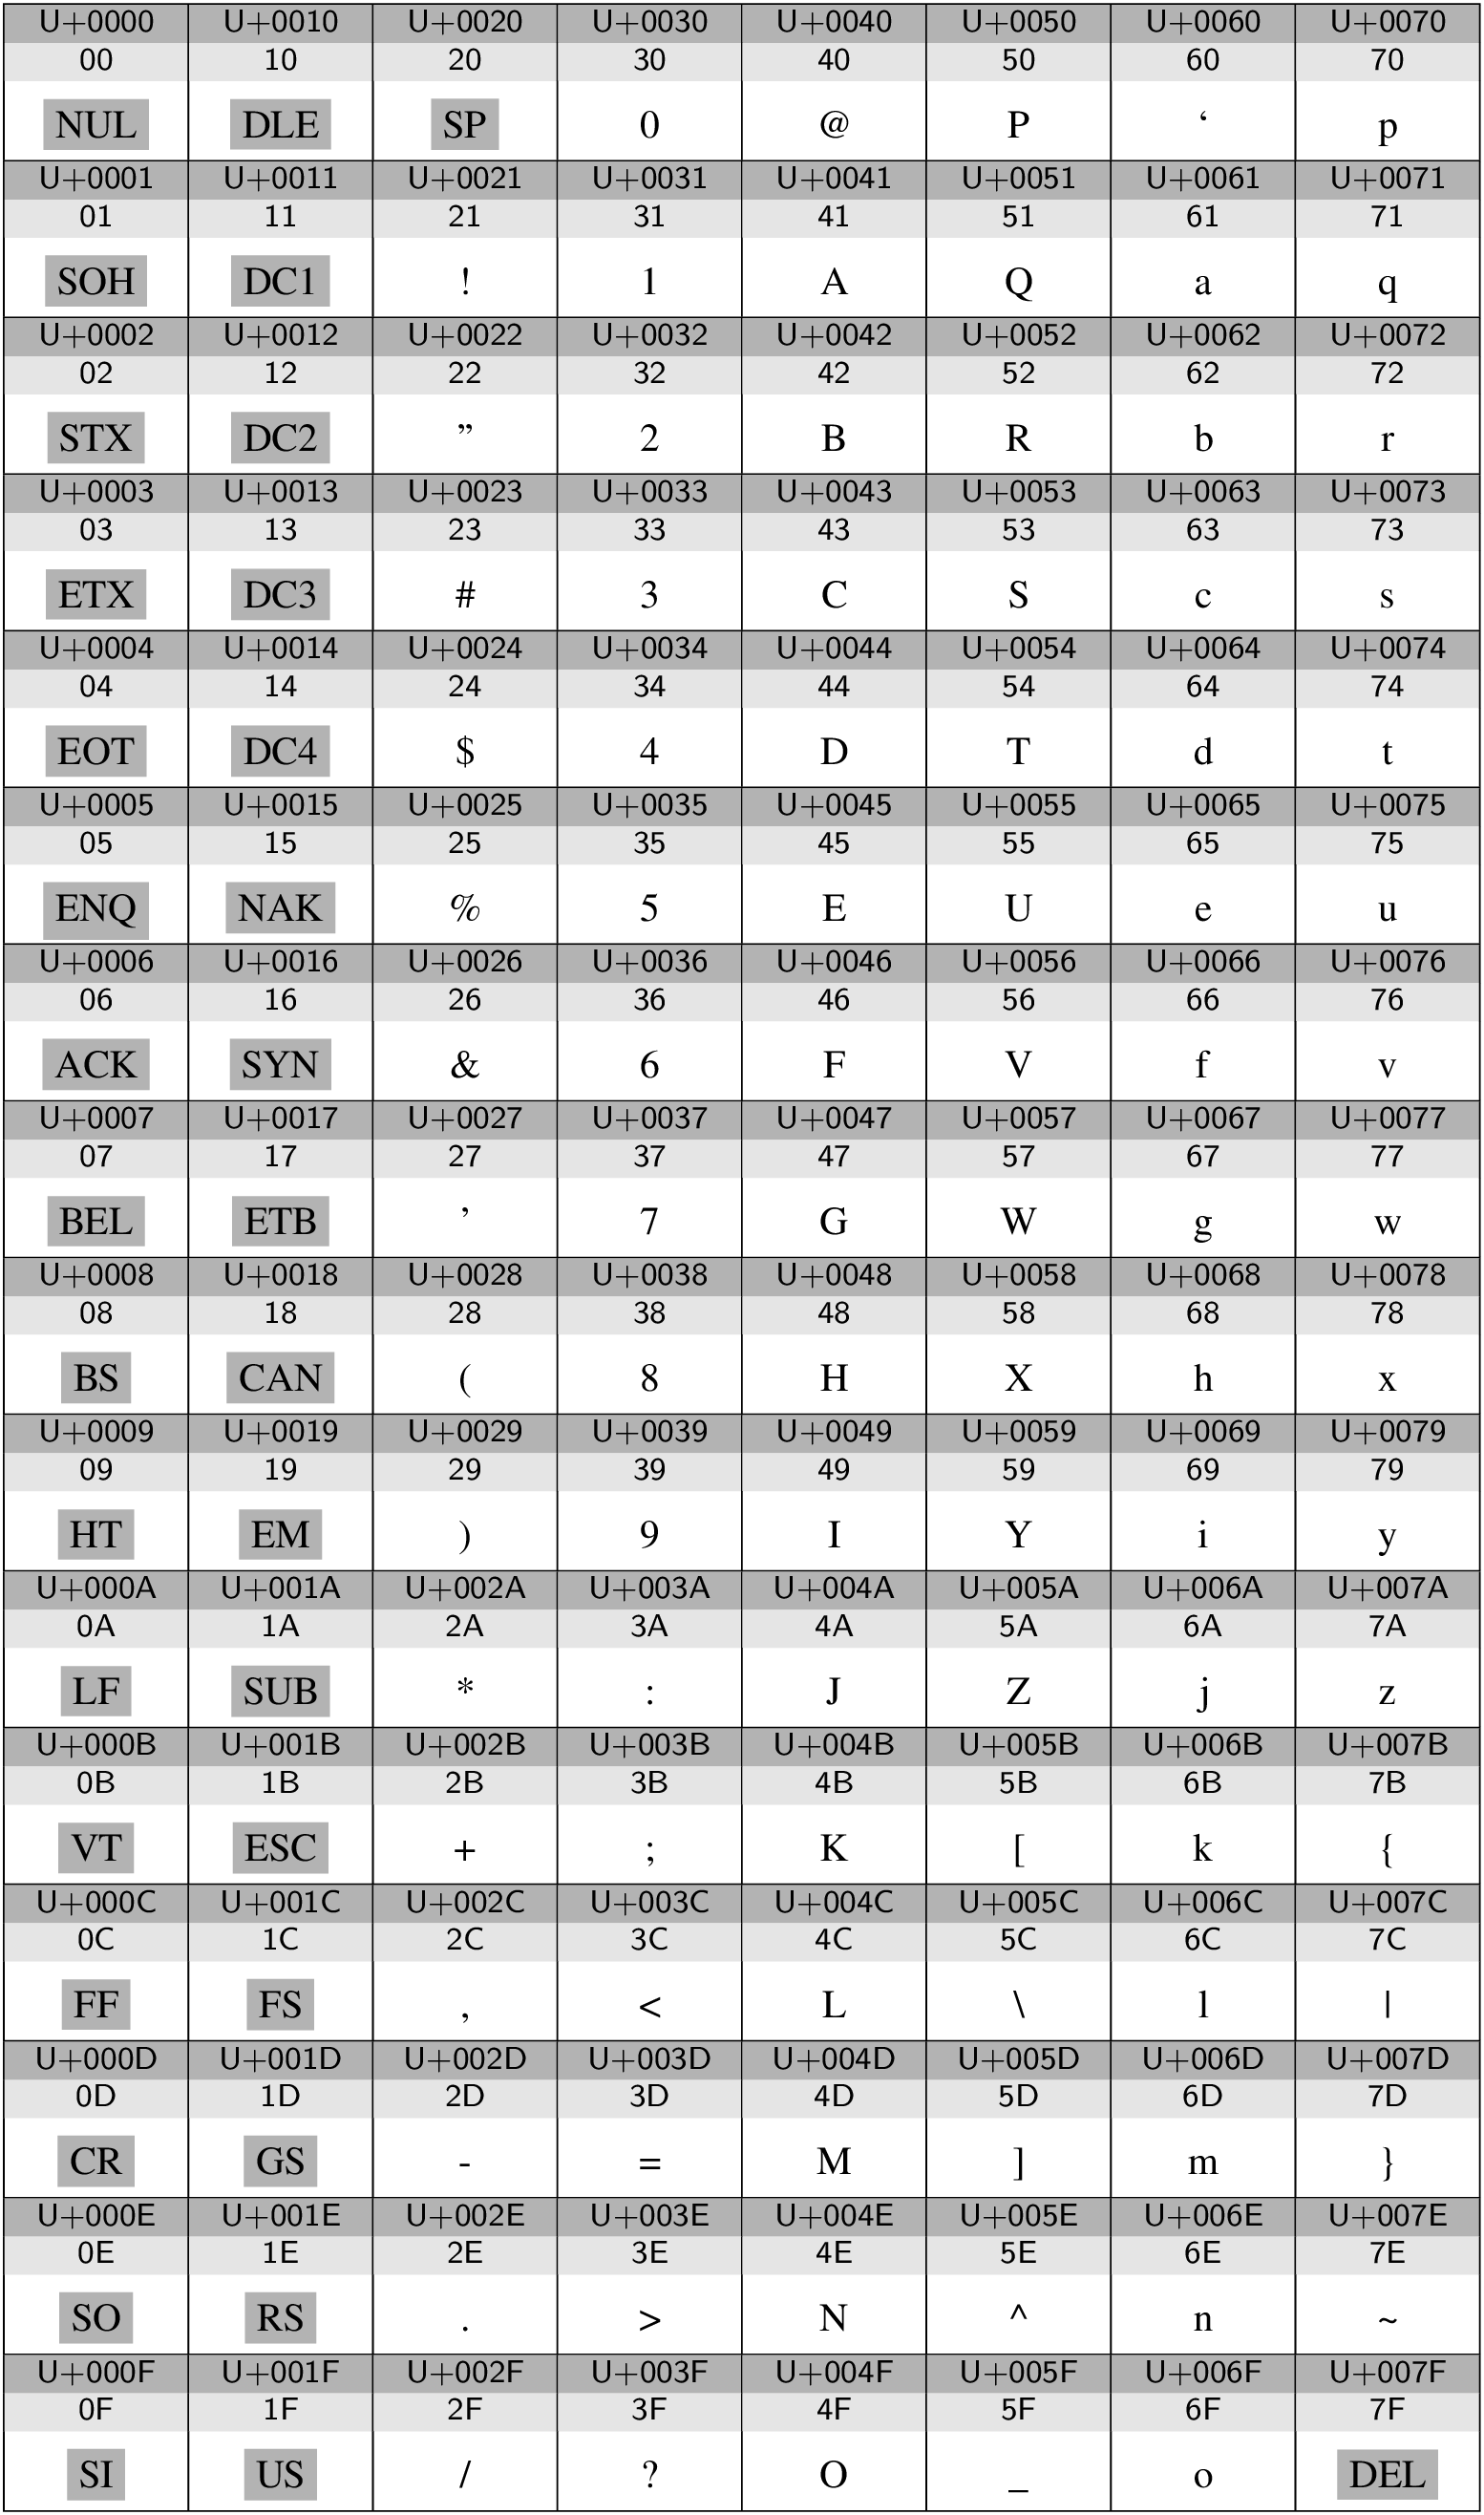 U+0000 U+0010 U+0020 U+0030 U+0040 U+0050 U+0060 U+0070
00 10 20 30 40 50 60 70
NUL DLE SP 0 @ P ‘ p
U+0001 U+0011 U+0021 U+0031 U+0041 U+0051 U+0061 U+0071
01 11 21 31 41 51 61 71
SOH DC1 ! 1 A Q a q
U+0002 U+0012 U+0022 U+0032 U+0042 U+0052 U+0062 U+0072
02 12 22 32 42 52 62 72
STX DC2 ” 2 B R b r
U+0003 U+0013 U+0023 U+0033 U+0043 U+0053 U+0063 U+0073
03 13 23 33 43 53 63 73
ETX DC3 # 3 C S c s
U+0004 U+0014 U+0024 U+0034 U+0044 U+0054 U+0064 U+0074
04 14 24 34 44 54 64 74
EOT DC4 $ 4 D T d t
U+0005 U+0015 U+0025 U+0035 U+0045 U+0055 U+0065 U+0075
05 15 25 35 45 55 65 75
ENQ NAK % 5 E U e u
U+0006 U+0016 U+0026 U+0036 U+0046 U+0056 U+0066 U+0076
06 16 26 36 46 56 66 76
ACK SYN & 6 F V f v
U+0007 U+0017 U+0027 U+0037 U+0047 U+0057 U+0067 U+0077
07 17 27 37 47 57 67 77
BEL ETB ’ 7 G W g w
U+0008 U+0018 U+0028 U+0038 U+0048 U+0058 U+0068 U+0078
08 18 28 38 48 58 68 78
BS CAN ( 8 H X h x
U+0009 U+0019 U+0029 U+0039 U+0049 U+0059 U+0069 U+0079
09 19 29 39 49 59 69 79
HT EM ) 9 I Y i y
U+000A U+001A U+002A U+003A U+004A U+005A U+006A U+007A
0A 1A 2A 3A 4A 5A 6A 7A
LF SUB * : J Z j z
U+000B U+001B U+002B U+003B U+004B U+005B U+006B U+007B
0B 1B 2B 3B 4B 5B 6B 7B
VT ESC + ; K [ k {
U+000C U+001C U+002C U+003C U+004C U+005C U+006C U+007C
0C 1C 2C 3C 4C 5C 6C 7C
FF FS , < L \ l |
U+000D U+001D U+002D U+003D U+004D U+005D U+006D U+007D
0D 1D 2D 3D 4D 5D 6D 7D
CR GS - = M ] m }
U+000E U+001E U+002E U+003E U+004E U+005E U+006E U+007E
0E 1E 2E 3E 4E 5E 6E 7E
SO RS . > N ^ n ~
U+000F U+001F U+002F U+003F U+004F U+005F U+006F U+007F
0F 1F 2F 3F 4F 5F 6F 7F
SI US / ? O _ o DEL